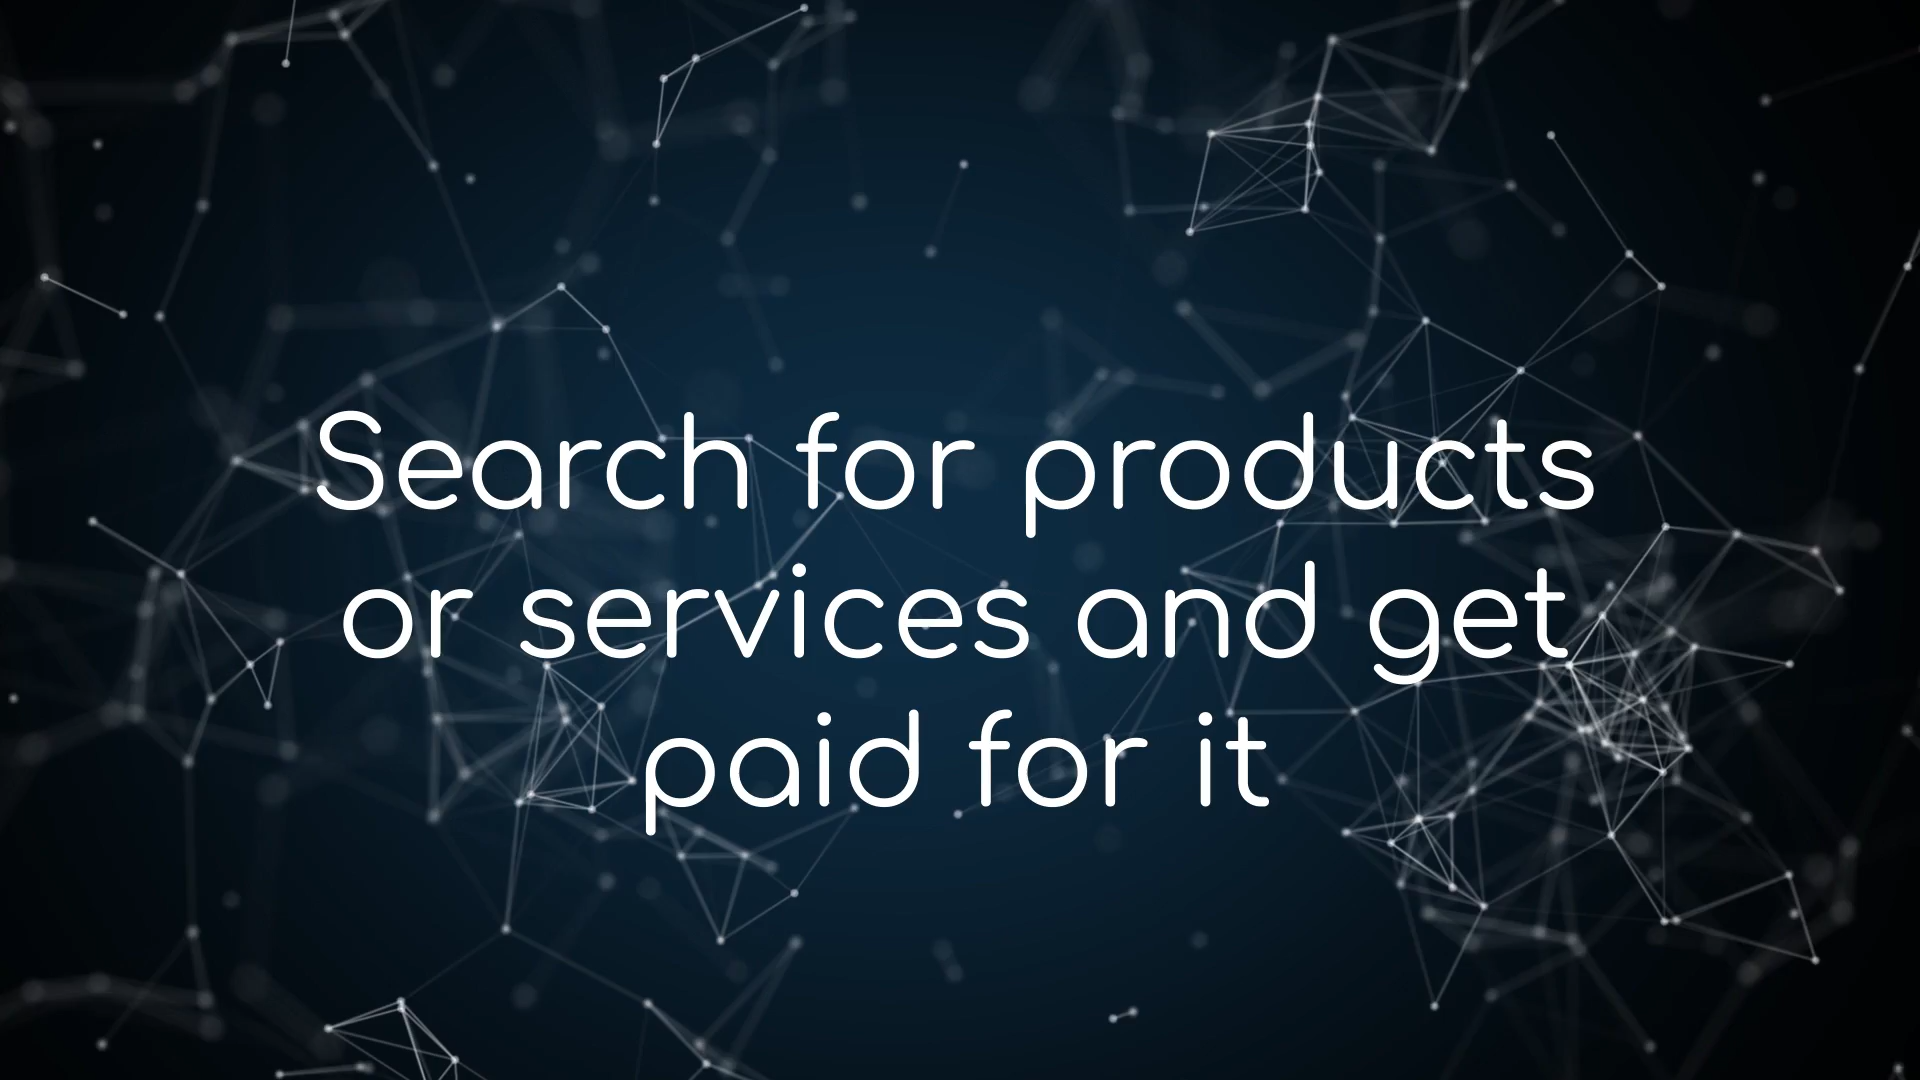 Search for products
or services and get
paid for it